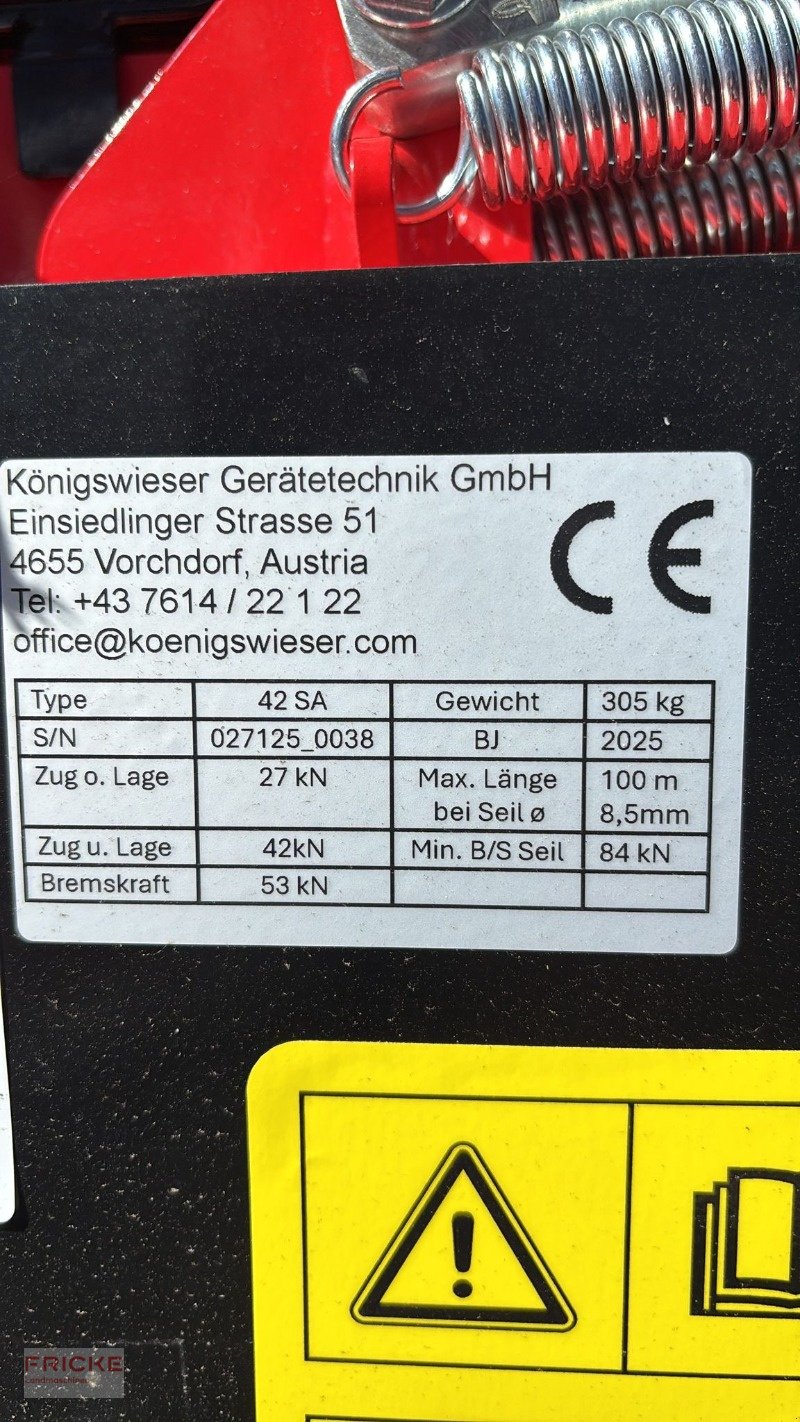 Königswieser Gerätetechnik GmbH
Einsiedlinger Strasse 51
4655 Vorchdorf, Austria
Tel: +43 7614 / 22 1 22
office@koenigswieser.com
CE
Type 42 SA Gewicht 305 kg
S/N 027125_0038 BJ 2025
Zug o. Lage 27 kN Max. Länge 100 m
bei Seil ø 8,5mm
Zug u. Lage 42kN Min. B/S Seil 84 kN
Bremskraft 53 kN
FRICKE
Landmaschinen